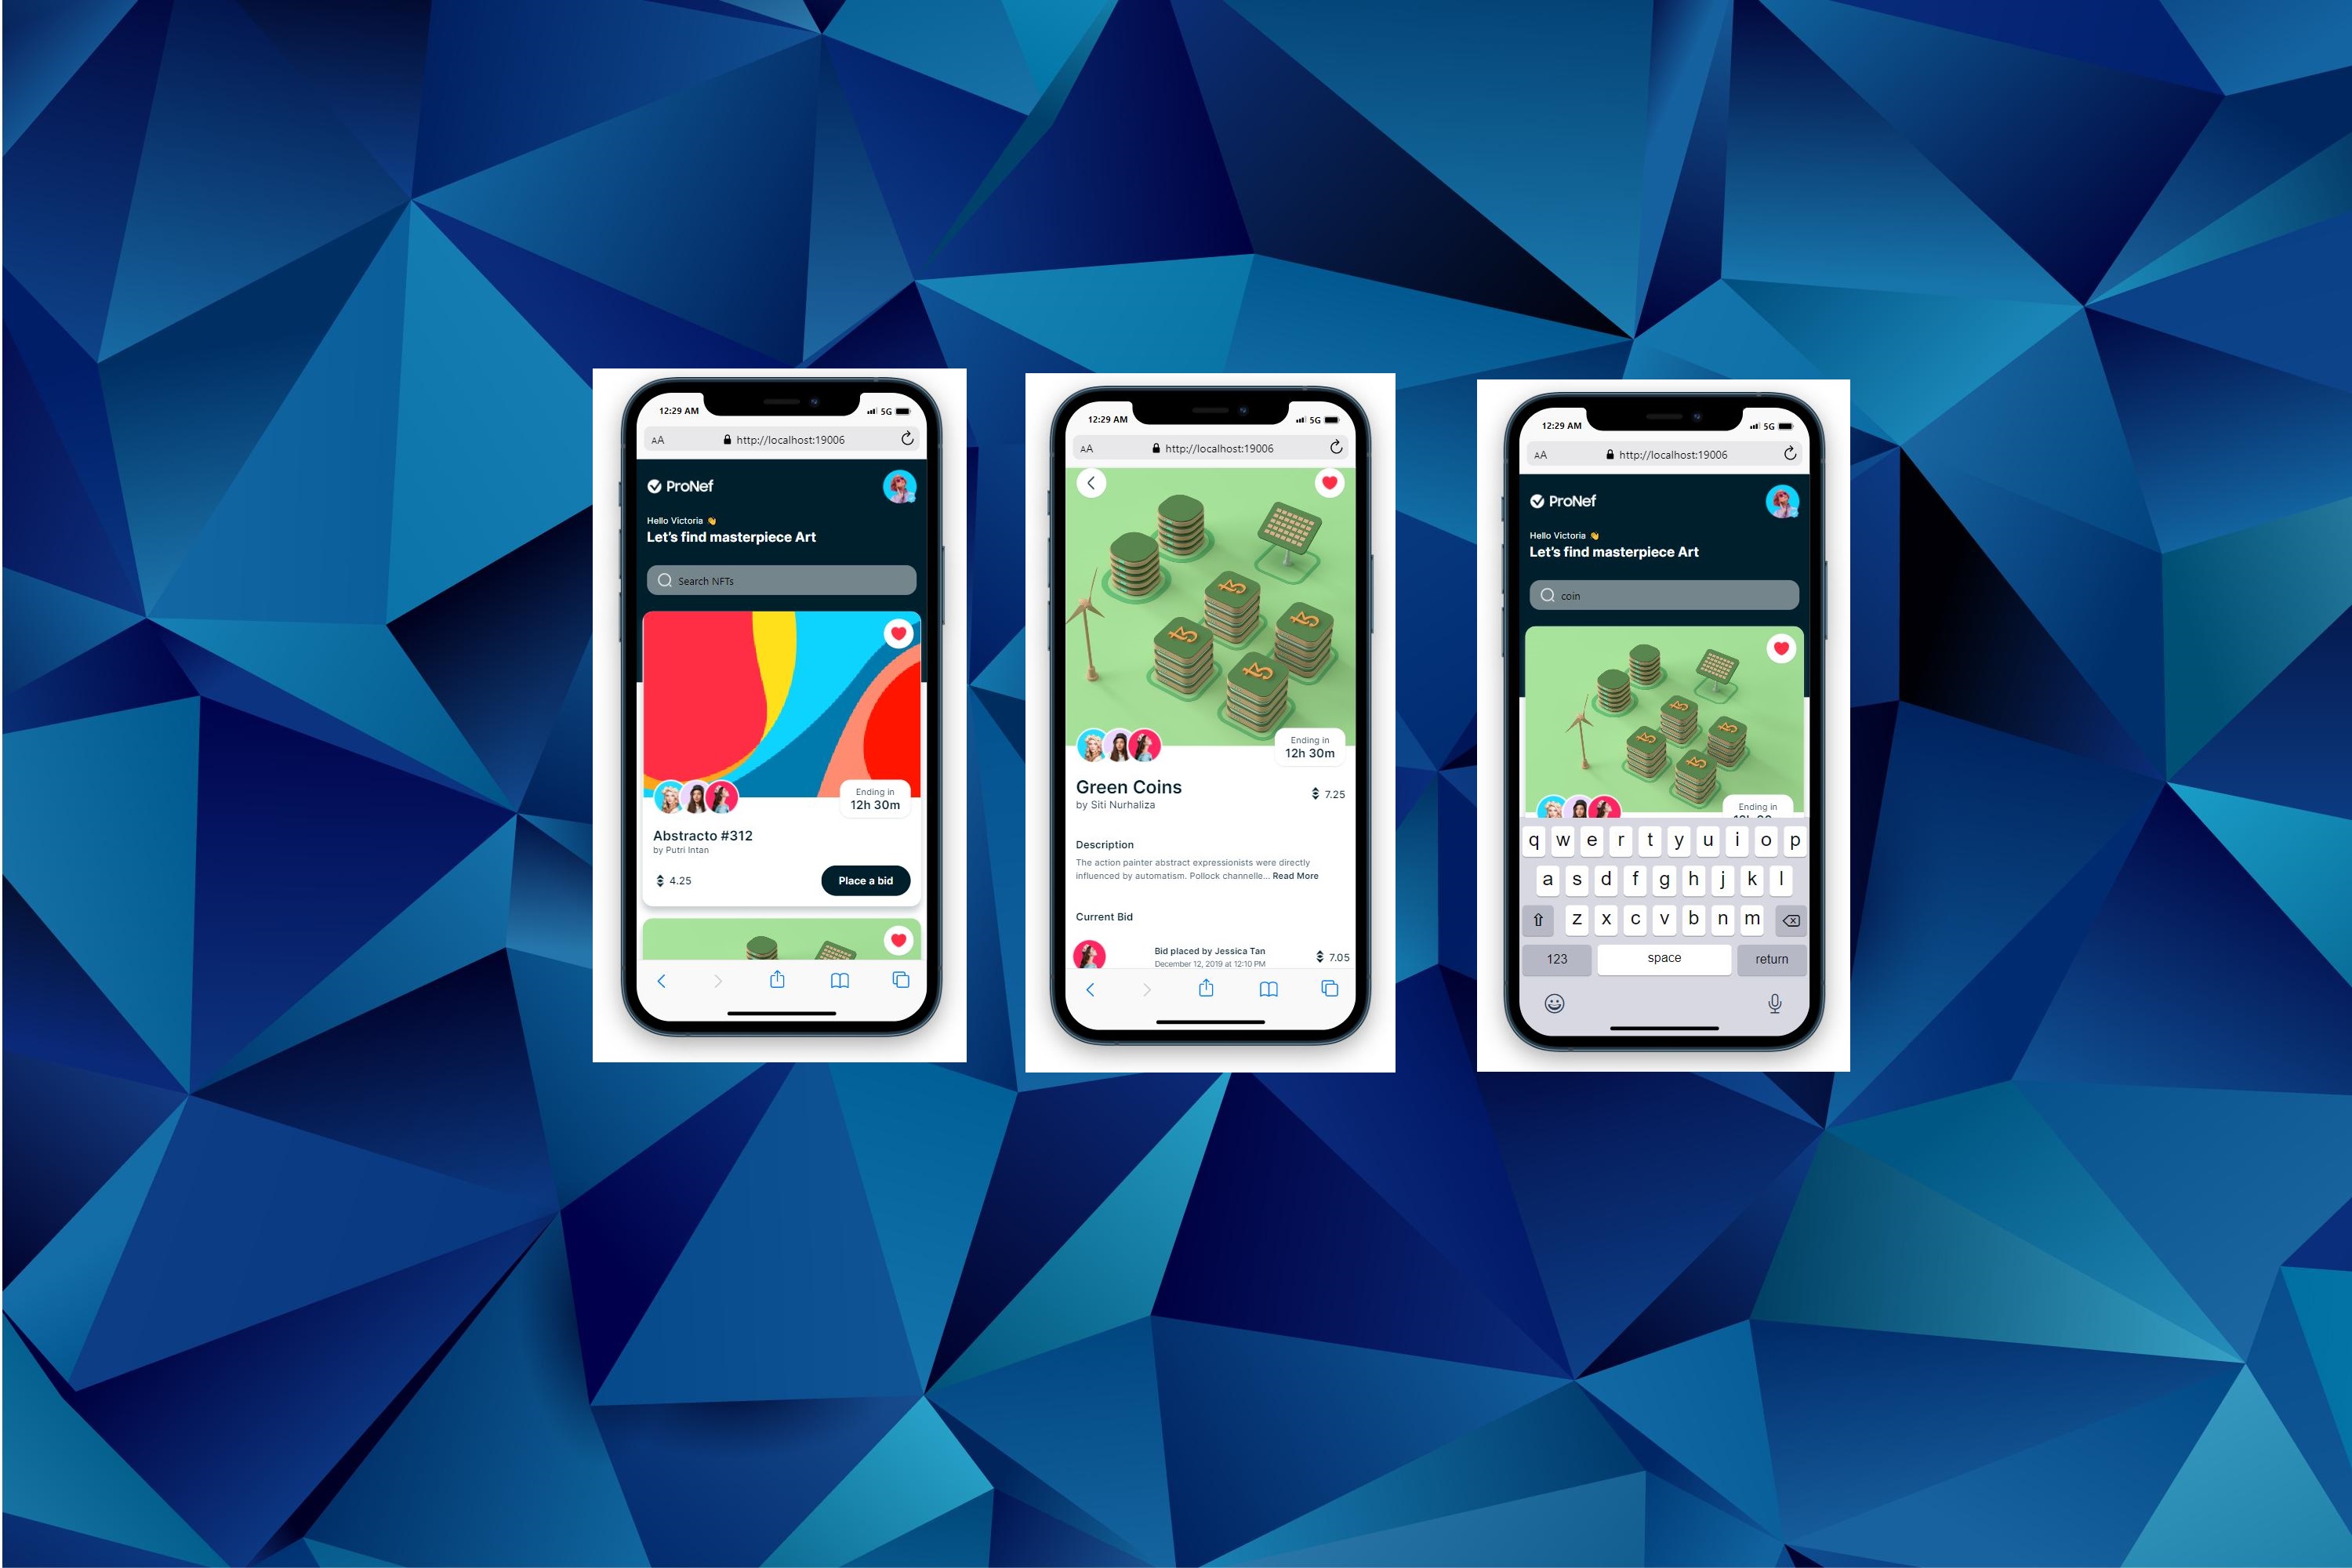 12:29 AM
5G
AA
http://localhost:19006
ProNef
Hello Victoria 👋
Let's find masterpiece Art
Search NFTs
Ending in
12h 30m
Abstracto #312
by Putri Intan
4.25
Place a bid
12:29 AM
5G
AA
http://localhost:19006
Ending in
12h 30m
Green Coins
by Siti Nurhaliza
7.25
Description
The action painter abstract expressionists were directly
influenced by automatism. Pollock channelle... Read More
Current Bid
Bid placed by Jessica Tan
7.05
December 12, 2019 at 12:10 PM
12:29 AM
5G
AA
http://localhost:19006
ProNef
Hello Victoria 👋
Let's find masterpiece Art
coin
Ending in
q w e r t y u i o p
a s d f g h j k l
z x c v b n m
123 space return